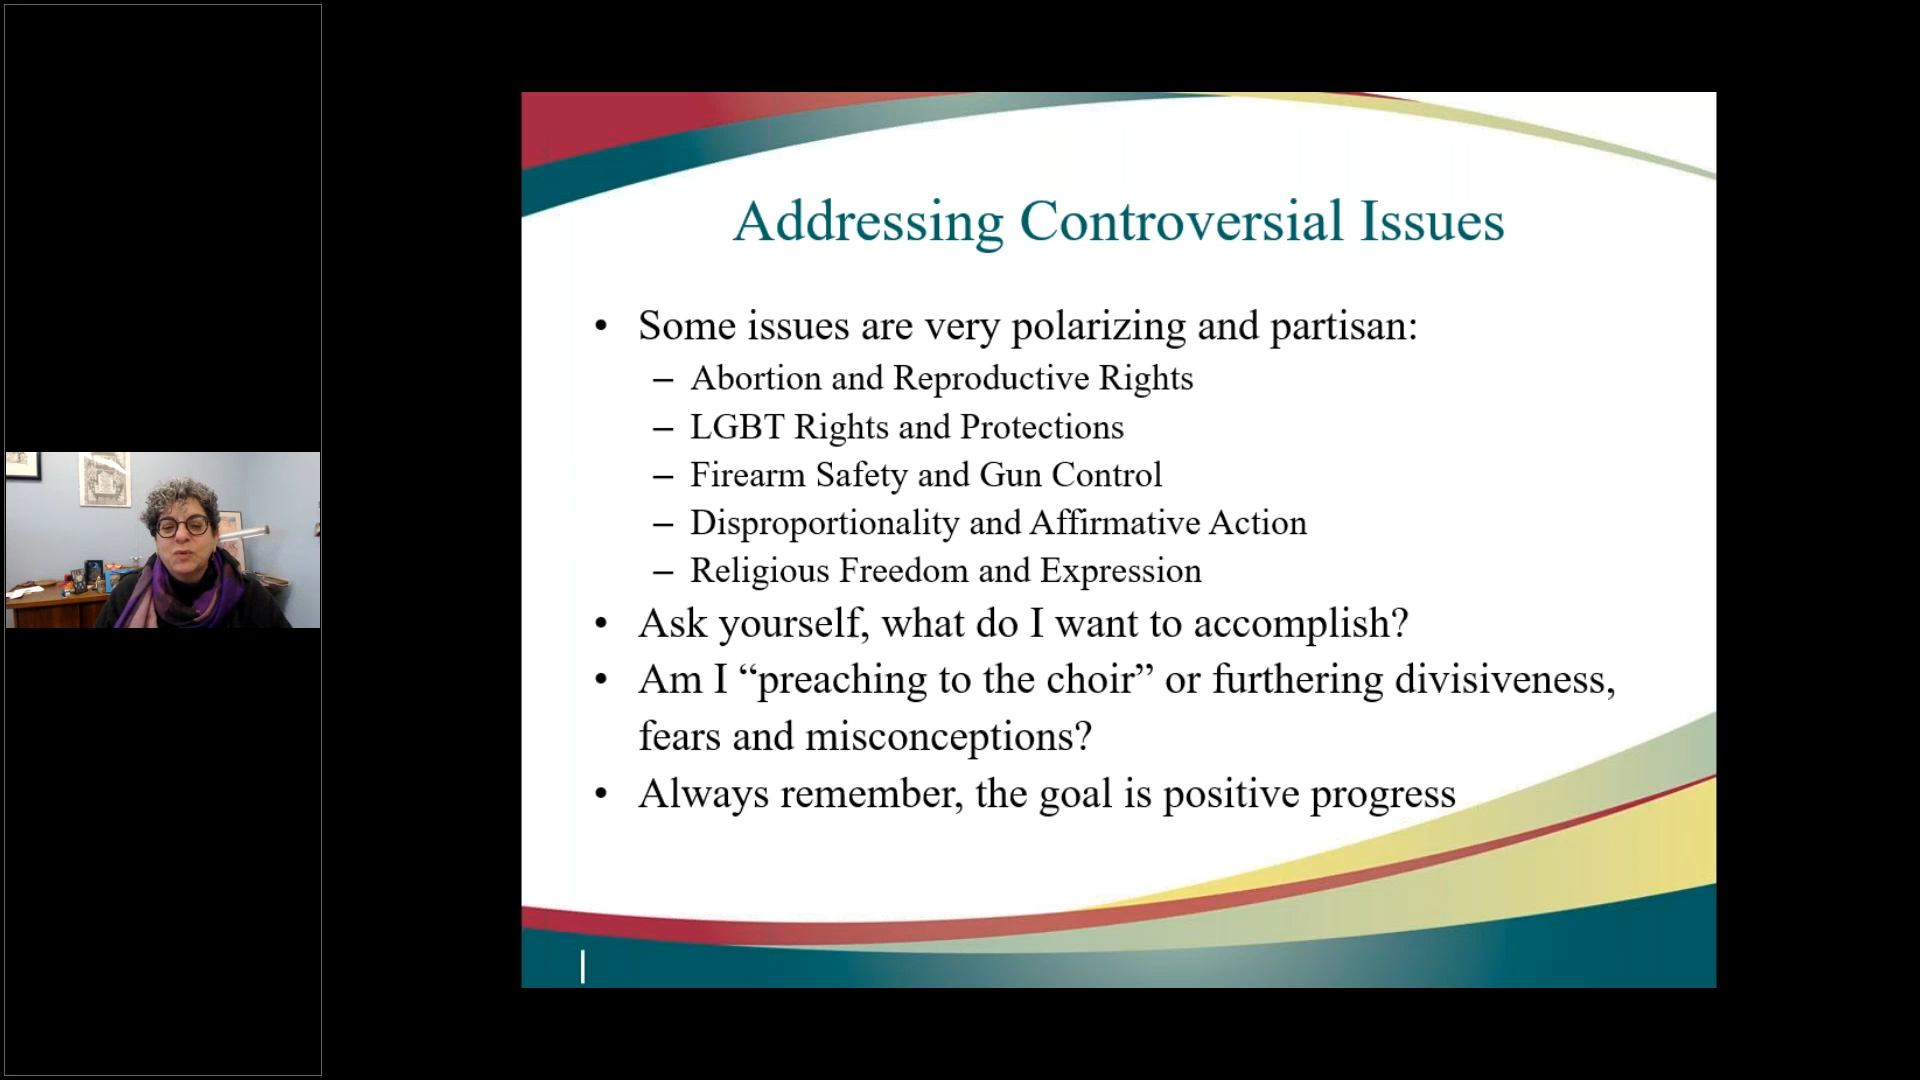 Addressing Controversial Issues
• Some issues are very polarizing and partisan:
– Abortion and Reproductive Rights
– LGBT Rights and Protections
– Firearm Safety and Gun Control
– Disproportionality and Affirmative Action
– Religious Freedom and Expression
• Ask yourself, what do I want to accomplish?
• Am I “preaching to the choir” or furthering divisiveness,
fears and misconceptions?
• Always remember, the goal is positive progress